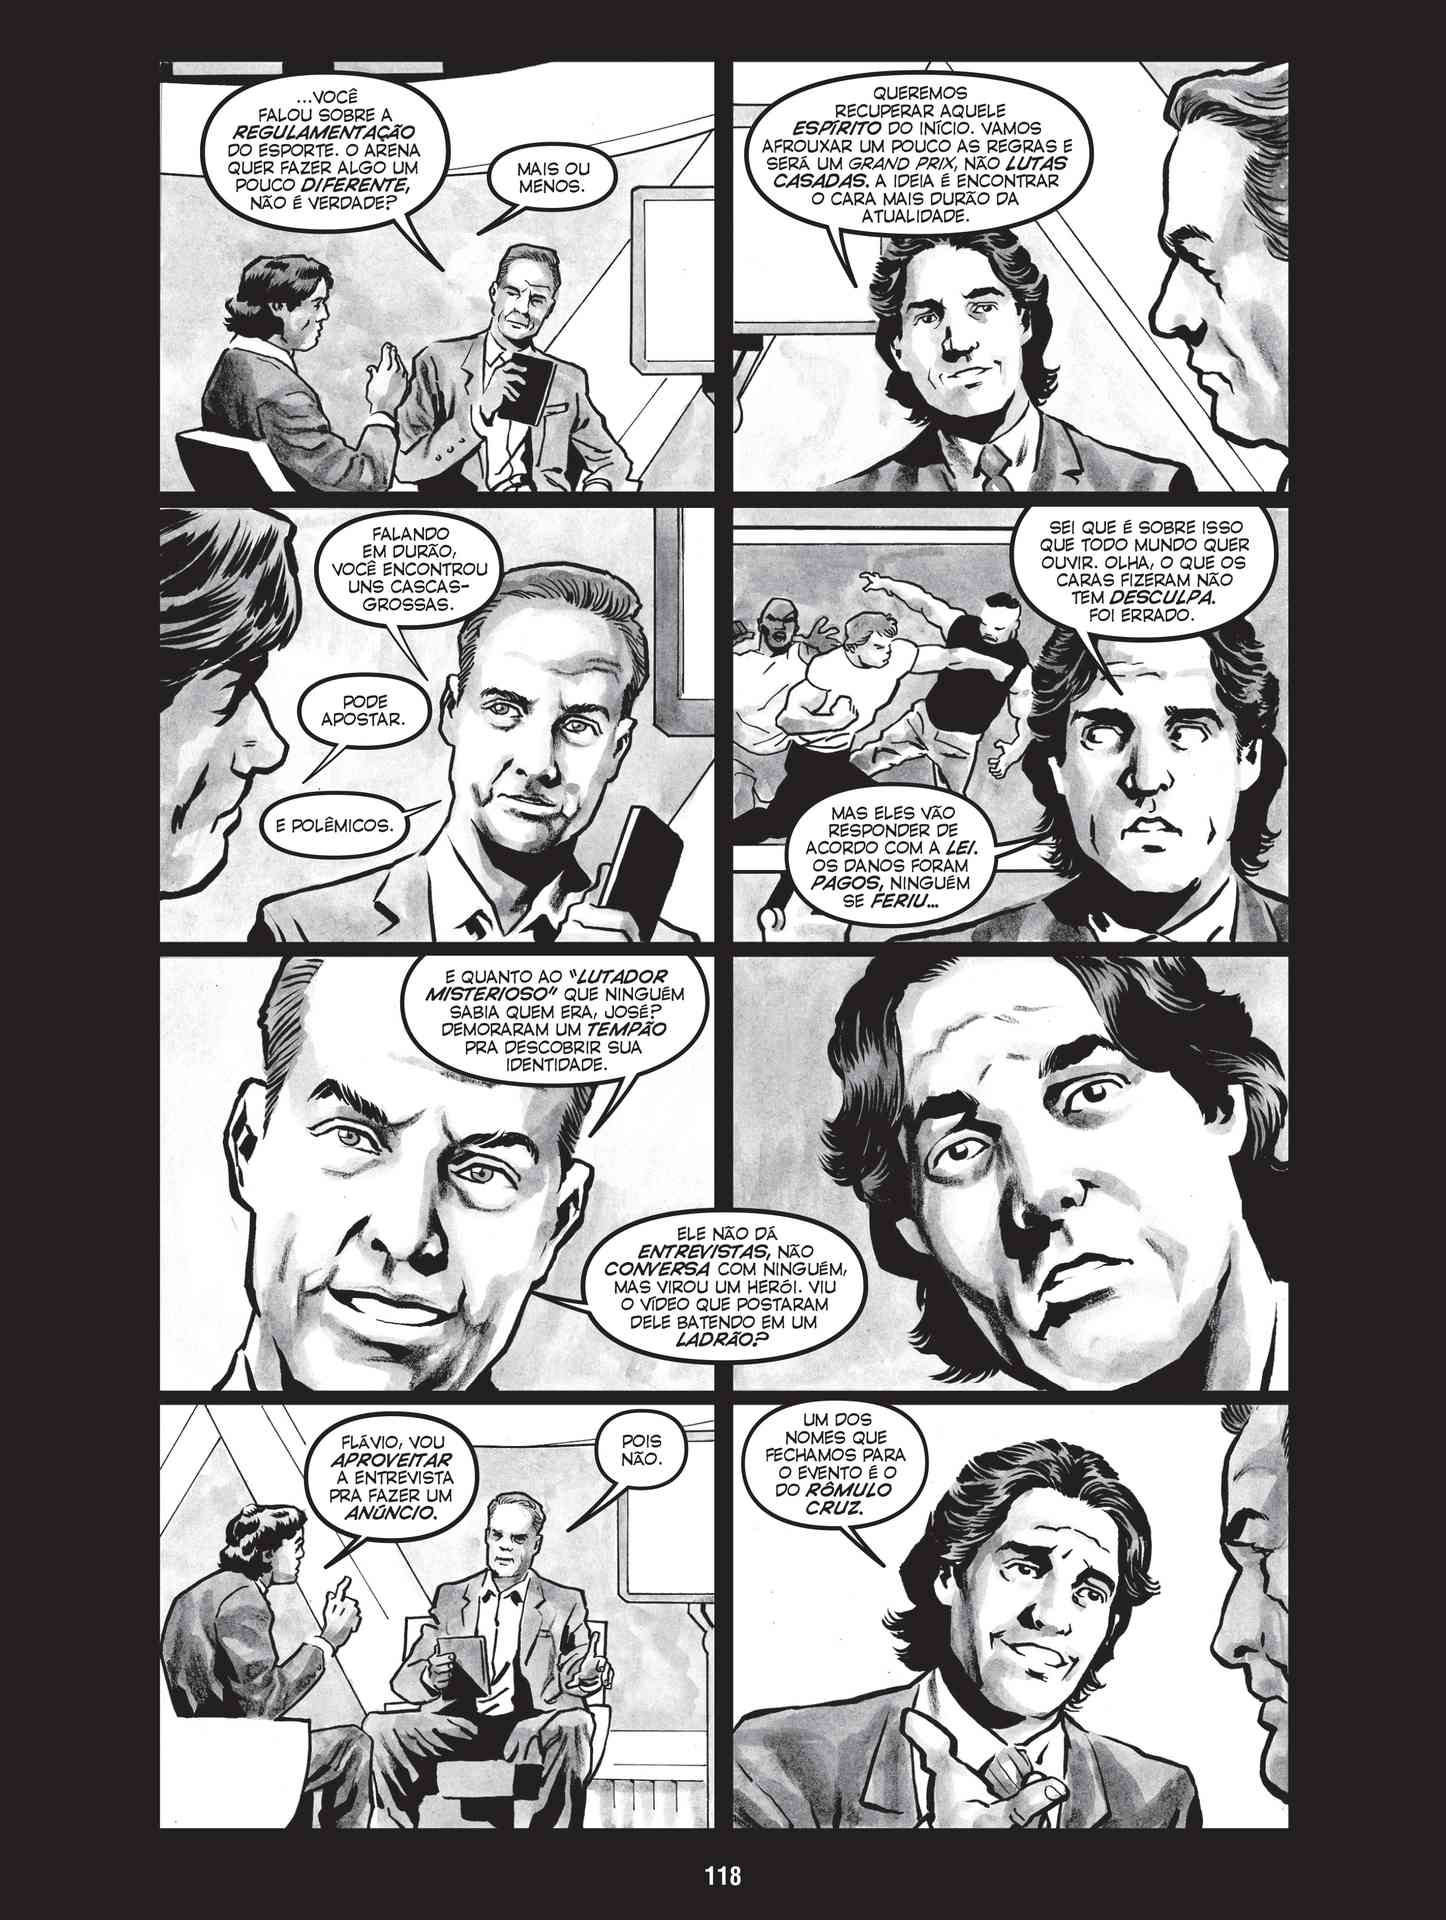 ...VOCÊ
FALOU SOBRE A
REGULAMENTAÇÃO
DO ESPORTE. O ARENA
QUER FAZER ALGO UM
POUCO DIFERENTE,
NÃO É VERDADE?
MAIS OU
MENOS.
QUEREMOS
RECUPERAR AQUELE
ESPÍRITO DO INÍCIO. VAMOS
AFROUXAR UM POUCO AS REGRAS E
SERÁ UM GRAND PRIX, NÃO LUTAS
CASADAS. A IDEIA É ENCONTRAR
O CARA MAIS DURÃO DA
ATUALIDADE.
FALANDO
EM DURÃO,
VOCÊ ENCONTROU
UNS CASCAS-
GROSSAS.
PODE
APOSTAR.
E POLÊMICOS.
SEI QUE É SOBRE ISSO
QUE TODO MUNDO QUER
OUVIR. OLHA, O QUE OS
CARAS FIZERAM NÃO
TEM DESCULPA.
FOI ERRADO.
MAS ELES VÃO
RESPONDER DE
ACORDO COM A LEI.
OS DANOS FORAM
PAGOS, NINGUÉM
SE FERIU...
E QUANTO AO "LUTADOR
MISTERIOSO" QUE NINGUÉM
SABIA QUEM ERA, JOSÉ?
DEMORARAM UM TEMPÃO
PRA DESCOBRIR SUA
IDENTIDADE.
ELE NÃO DÁ
ENTREVISTAS, NÃO
CONVERSA COM NINGUÉM,
MAS VIROU UM HERÓI. VIU
O VÍDEO QUE POSTARAM
DELE BATENDO EM UM
LADRÃO?
FLÁVIO, VOU
APROVEITAR
A ENTREVISTA
PRA FAZER UM
ANÚNCIO.
POIS
NÃO.
UM DOS
NOMES QUE
FECHAMOS PARA
O EVENTO É O
DO RÔMULO
CRUZ.
118